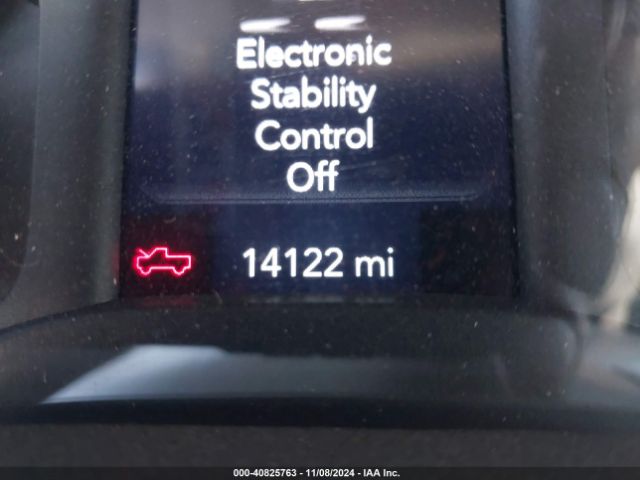 Electronic
Stability
Control
Off
14122 mi
000-40825763 - 11/08/2024 - IAA Inc.